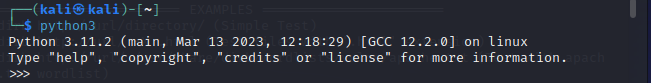 ┌──(kali㉿kali)-[~]
└─$ python3
Python 3.11.2 (main, Mar 13 2023, 12:18:29) [GCC 12.2.0] on linux
Type "help", "copyright", "credits" or "license" for more information.
>>>